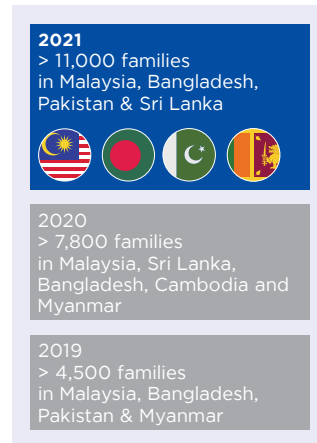 2021
> 11,000 families
in Malaysia, Bangladesh,
Pakistan & Sri Lanka
2020
> 7,800 families
in Malaysia, Sri Lanka,
Bangladesh, Cambodia and
Myanmar
2019
> 4,500 families
in Malaysia, Bangladesh,
Pakistan & Myanmar